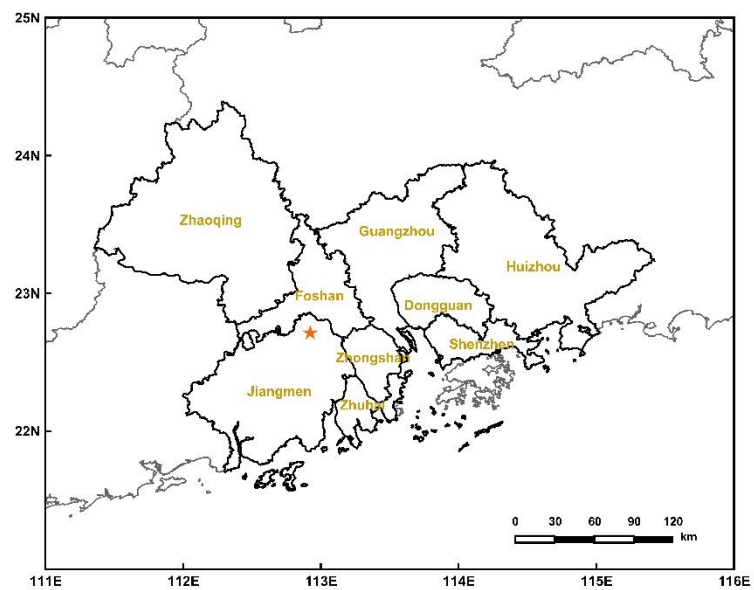 25N
24N
23N
22N
Zhaoqing
Guangzhou
Huizhou
Foshan
Dongguan
Shenzhen
Zhongshan
Jiangmen
Zhuhai
0 30 60 90 120
km
111E 112E 113E 114E 115E 116E